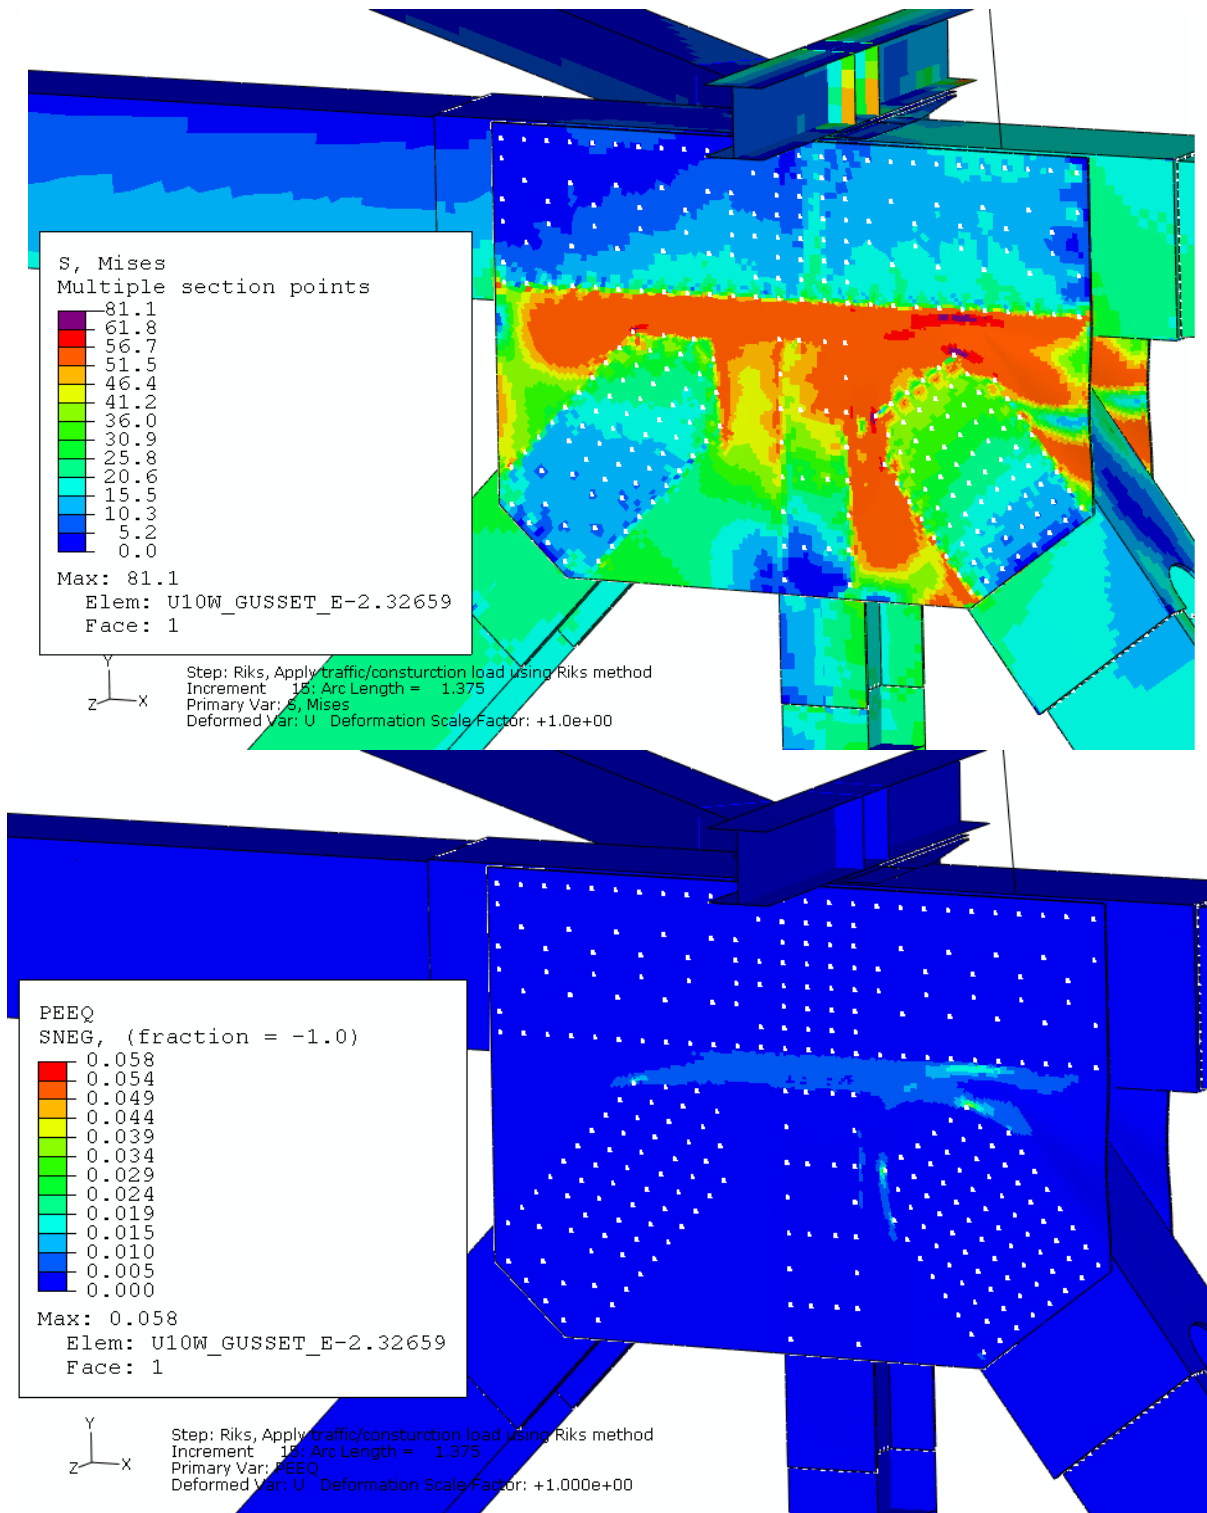 S, Mises
Multiple section points
81.1
61.8
56.7
51.5
46.4
41.2
36.0
30.9
25.8
20.6
15.5
10.3
5.2
0.0
Max: 81.1
Elem: U10W_GUSSET_E-2.32659
Face: 1
Y
Z X
Step: Riks, Apply traffic/consturction load using Riks method
Increment 15: Arc Length = 1.375
Primary Var: S, Mises
Deformed Var: U Deformation Scale Factor: +1.0e+00
PEEQ
SNEG, (fraction = -1.0)
0.058
0.054
0.049
0.044
0.039
0.034
0.029
0.024
0.019
0.015
0.010
0.005
0.000
Max: 0.058
Elem: U10W_GUSSET_E-2.32659
Face: 1
Y
Z X
Step: Riks, Apply traffic/consturction load using Riks method
Increment 15: Arc Length = 1.375
Primary Var: PEEQ
Deformed Var: U Deformation Scale Factor: +1.000e+00